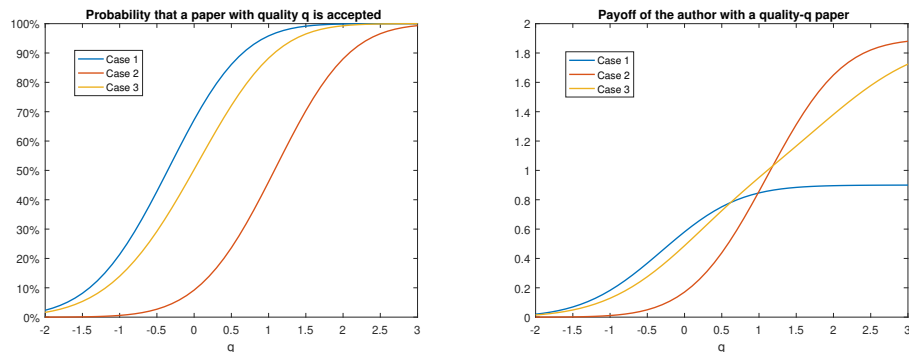 Probability that a paper with quality q is accepted
100%
90%
80%
70%
60%
50%
40%
30%
20%
10%
0%
-2 -1.5 -1 -0.5 0 0.5 1 1.5 2 2.5 3
q
Case 1
Case 2
Case 3
Payoff of the author with a quality-q paper
2
1.8
1.6
1.4
1.2
1
0.8
0.6
0.4
0.2
0
-2 -1.5 -1 -0.5 0 0.5 1 1.5 2 2.5 3
q
Case 1
Case 2
Case 3